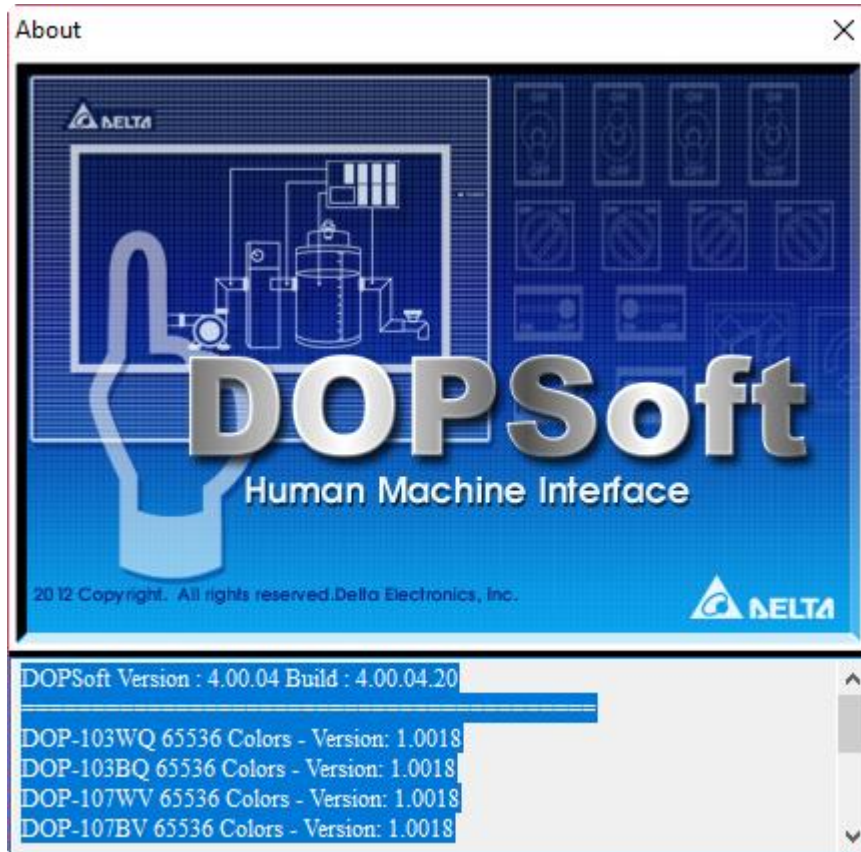 About
DELTA
DOPSoft
Human Machine Interface
2012 Copyright. All rights reserved.Delta Electronics, Inc.
DELTA
DOPSoft Version : 4.00.04 Build : 4.00.04.20
================================================
DOP-103WQ 65536 Colors - Version: 1.0018
DOP-103BQ 65536 Colors - Version: 1.0018
DOP-107WV 65536 Colors - Version: 1.0018
DOP-107BV 65536 Colors - Version: 1.0018